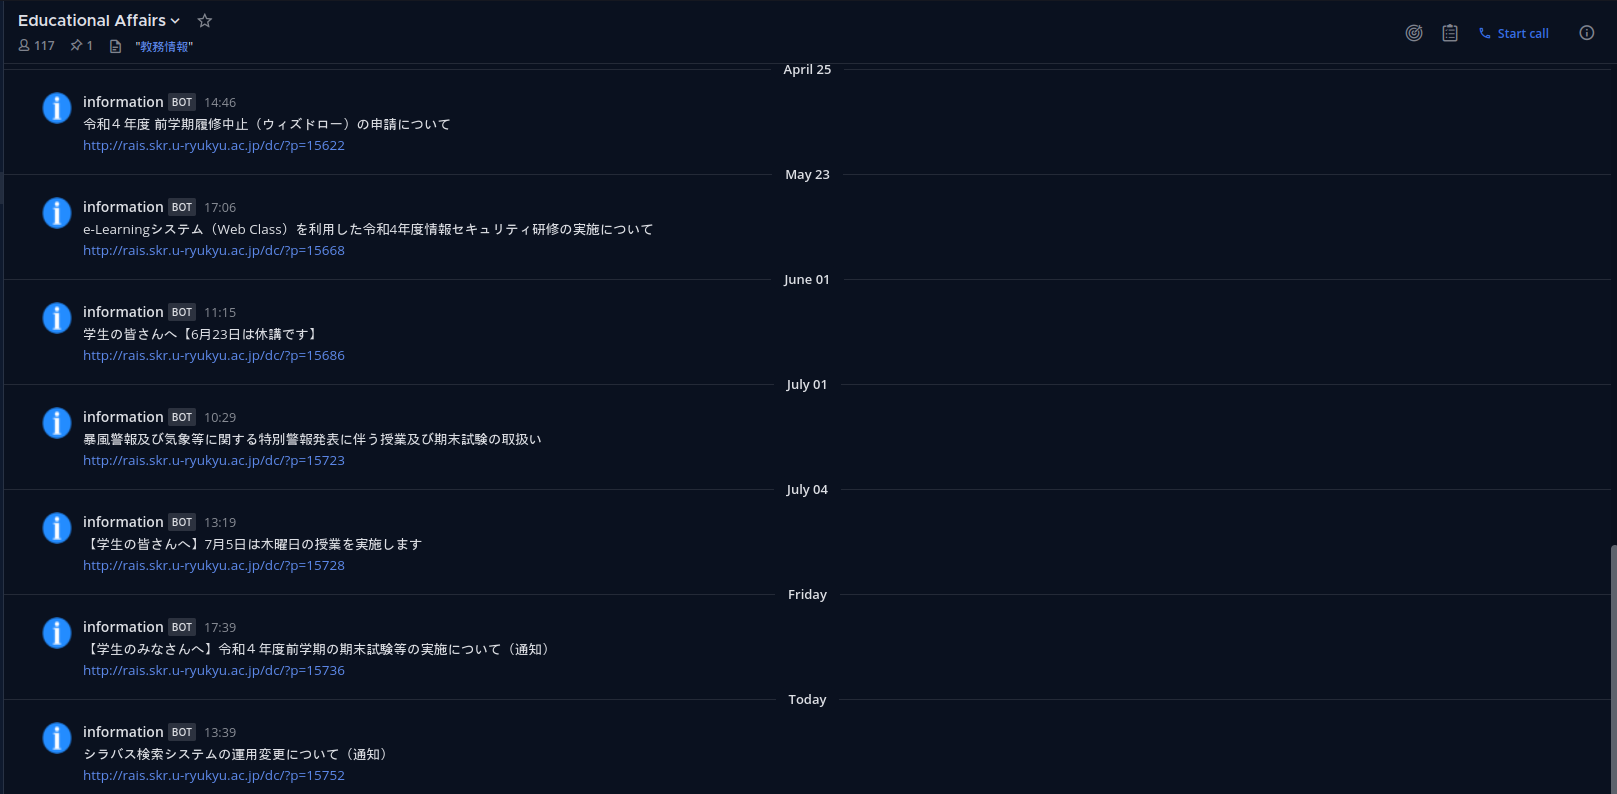 Educational Affairs
117 1 "教務情報"
Start call
April 25
information BOT 14:46
令和４年度 前学期履修中止（ウィズドロー）の申請について
http://rais.skr.u-ryukyu.ac.jp/dc/?p=15622
May 23
information BOT 17:06
e-Learningシステム（Web Class）を利用した令和4年度情報セキュリティ研修の実施について
http://rais.skr.u-ryukyu.ac.jp/dc/?p=15668
June 01
information BOT 11:15
学生の皆さんへ【6月23日は休講です】
http://rais.skr.u-ryukyu.ac.jp/dc/?p=15686
July 01
information BOT 10:29
暴風警報及び気象等に関する特別警報発表に伴う授業及び期末試験の取扱い
http://rais.skr.u-ryukyu.ac.jp/dc/?p=15723
July 04
information BOT 13:19
【学生の皆さんへ】7月5日は木曜日の授業を実施します
http://rais.skr.u-ryukyu.ac.jp/dc/?p=15728
Friday
information BOT 17:39
【学生のみなさんへ】令和４年度前学期の期末試験等の実施について（通知）
http://rais.skr.u-ryukyu.ac.jp/dc/?p=15736
Today
information BOT 13:39
シラバス検索システムの運用変更について（通知）
http://rais.skr.u-ryukyu.ac.jp/dc/?p=15752